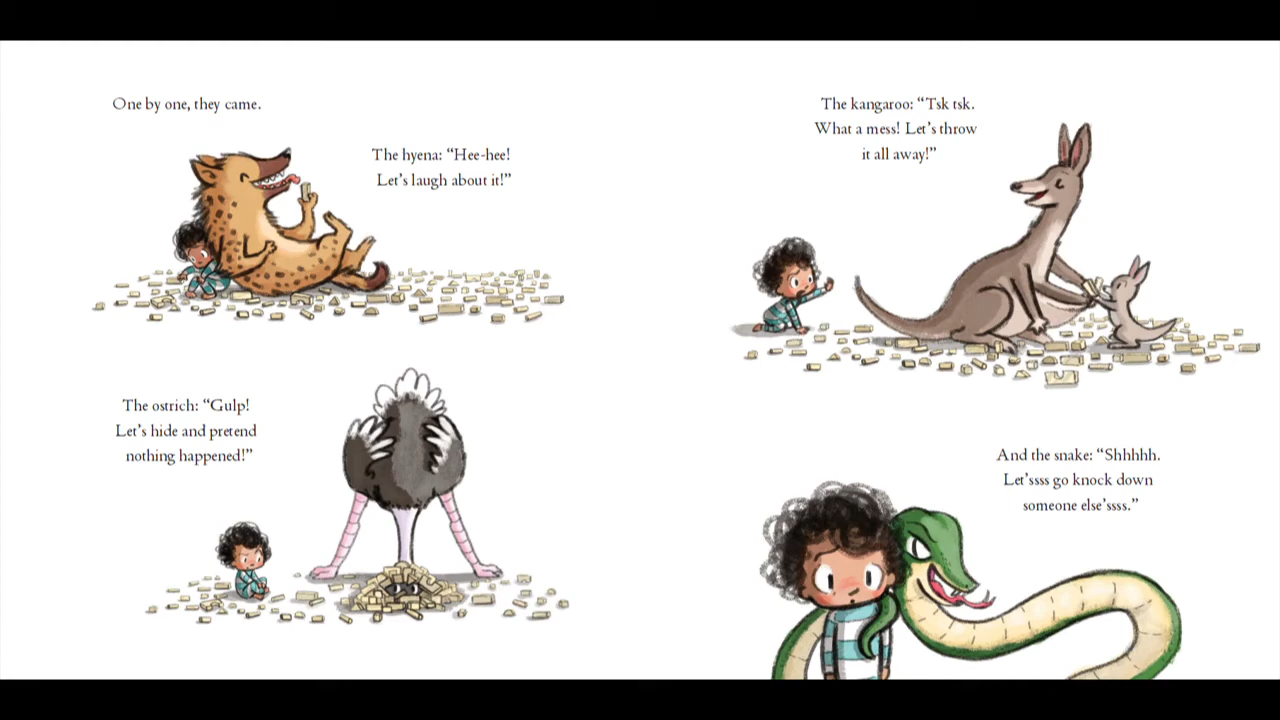 One by one, they came.
The hyena: “Hee-hee!
Let’s laugh about it!”
The ostrich: “Gulp!
Let’s hide and pretend
nothing happened!”
The kangaroo: “Tsk tsk.
What a mess! Let’s throw
it all away!”
And the snake: “Shhhhh.
Let’ssss go knock down
someone else’ssss.”